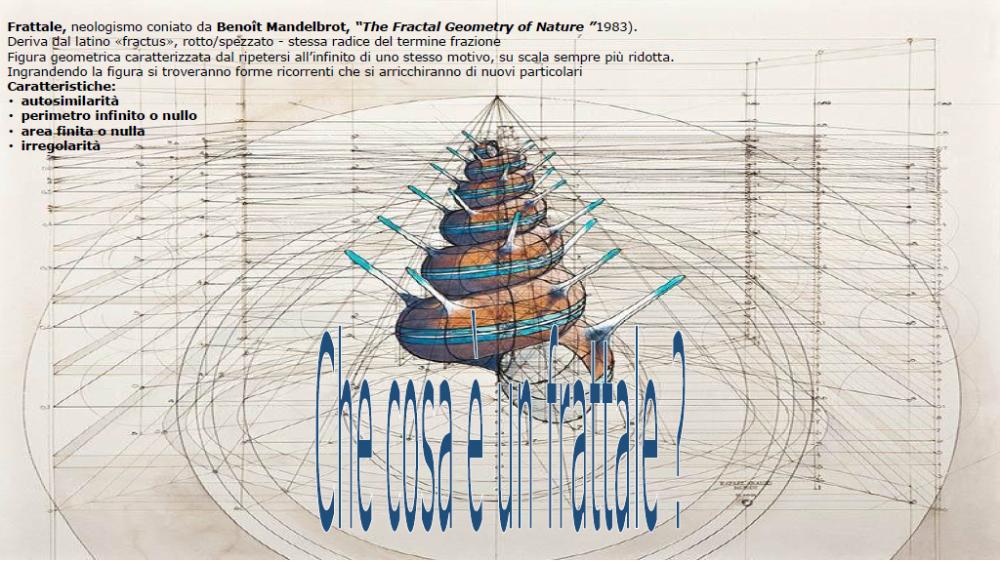 Frattale, neologismo coniato da Benoît Mandelbrot, “The Fractal Geometry of Nature ”1983).
Deriva dal latino «fractus», rotto/spezzato - stessa radice del termine frazione
Figura geometrica caratterizzata dal ripetersi all’infinito di uno stesso motivo, su scala sempre più ridotta.
Ingrandendo la figura si troveranno forme ricorrenti che si arricchiranno di nuovi particolari
Caratteristiche:
• autosimilarità
• perimetro infinito o nullo
• area finita o nulla
• irregolarità
Che cosa e' un frattale ?